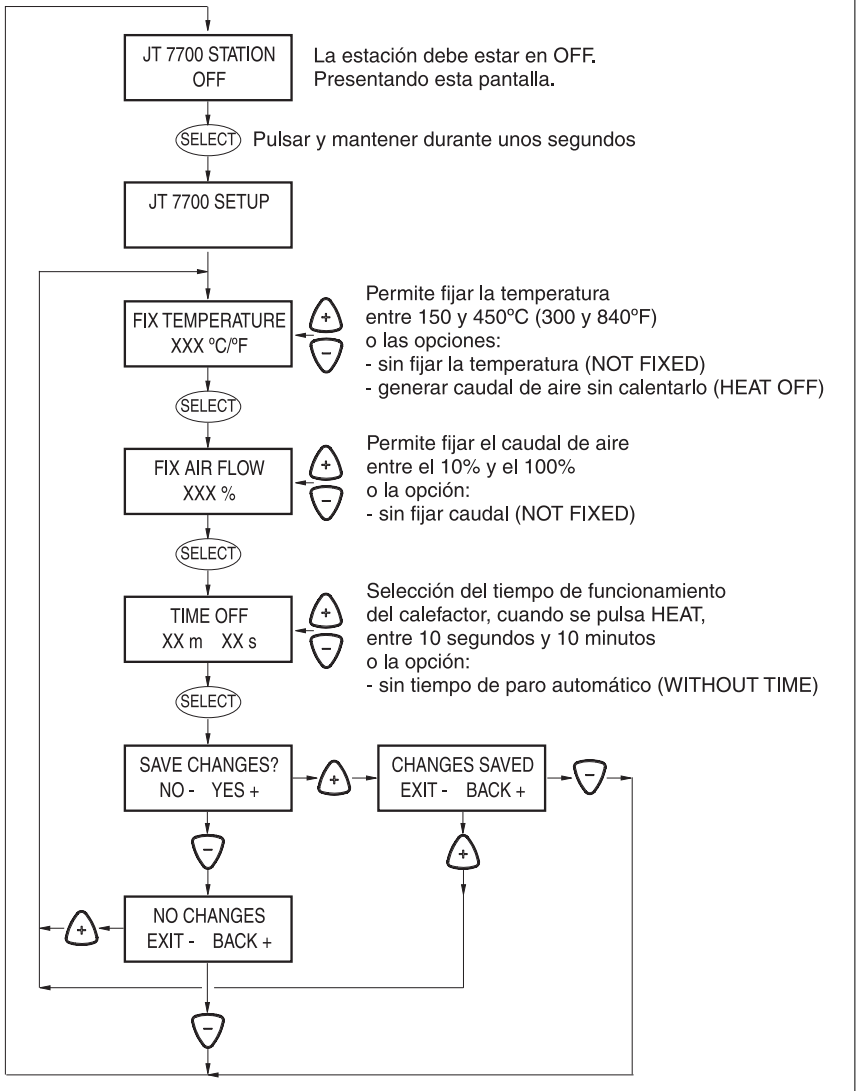 JT 7700 STATION
OFF
La estación debe estar en OFF.
Presentando esta pantalla.
SELECT
Pulsar y mantener durante unos segundos
JT 7700 SETUP
FIX TEMPERATURE
XXX ºC/ºF
+
-
Permite fijar la temperatura
entre 150 y 450ºC (300 y 840ºF)
o las opciones:
- sin fijar la temperatura (NOT FIXED)
- generar caudal de aire sin calentarlo (HEAT OFF)
SELECT
FIX AIR FLOW
XXX %
+
-
Permite fijar el caudal de aire
entre el 10% y el 100%
o la opción:
- sin fijar caudal (NOT FIXED)
SELECT
TIME OFF
XX m XX s
+
-
Selección del tiempo de funcionamiento
del calefactor, cuando se pulsa HEAT,
entre 10 segundos y 10 minutos
o la opción:
- sin tiempo de paro automático (WITHOUT TIME)
SELECT
SAVE CHANGES?
NO - YES +
+
CHANGES SAVED
EXIT - BACK +
-
-
+
NO CHANGES
EXIT - BACK +
+
-